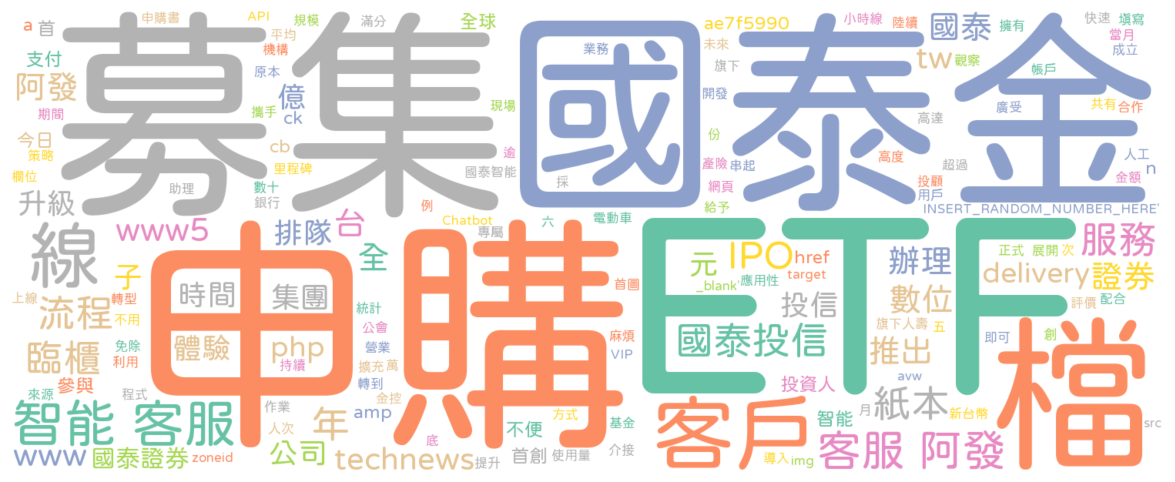 申購書 API 規模 滿分 全球 業務 ae7f5990 小時線 陸續 國泰 擁有 快速 填寫
a 首 平均 機構 未來 tw 觀察 當月 成立
支付 募集 國泰金
阿發 原本 億 旗下 帳戶
期間 攜手 ck 現場 開發 高達 廣受 共有 合作
今日 cb 逾 份 高度 超過 人工
策略 里程碑 產險 串起 n
欄位 助理 數十 銀行 國泰智能 採 網頁 投顧 用戶 金額
升級 例 給予 INSERT_RANDOM_NUMBER_HERE'
線 www5 排隊 台 Chatbot 專屬 六 電動車 IPO href 辦理 正式 展開 次 服務
子 全 元 target delivery 證券
上線 轉型 時間 集團 首圖 _blank' 應用性 投信 數位 評價 配合
流程 不用 統計 申購 ETF 檔
臨櫃 免除 利用 體驗 php 公會 營業 麻煩 VIP 國泰投信 推出 旗下人壽 五 即可 創
參與 持續 擴充 萬 轉到 金控 投資人 avw
來源 程式 作業 amp 方式 基金 智能 月 紙本 新台幣 src
智能 客服 年 人次 底 不便 介接 客戶 客服 阿發
www 國泰證券 zoneid 公司 technews 提升 首創 使用量 導入 img